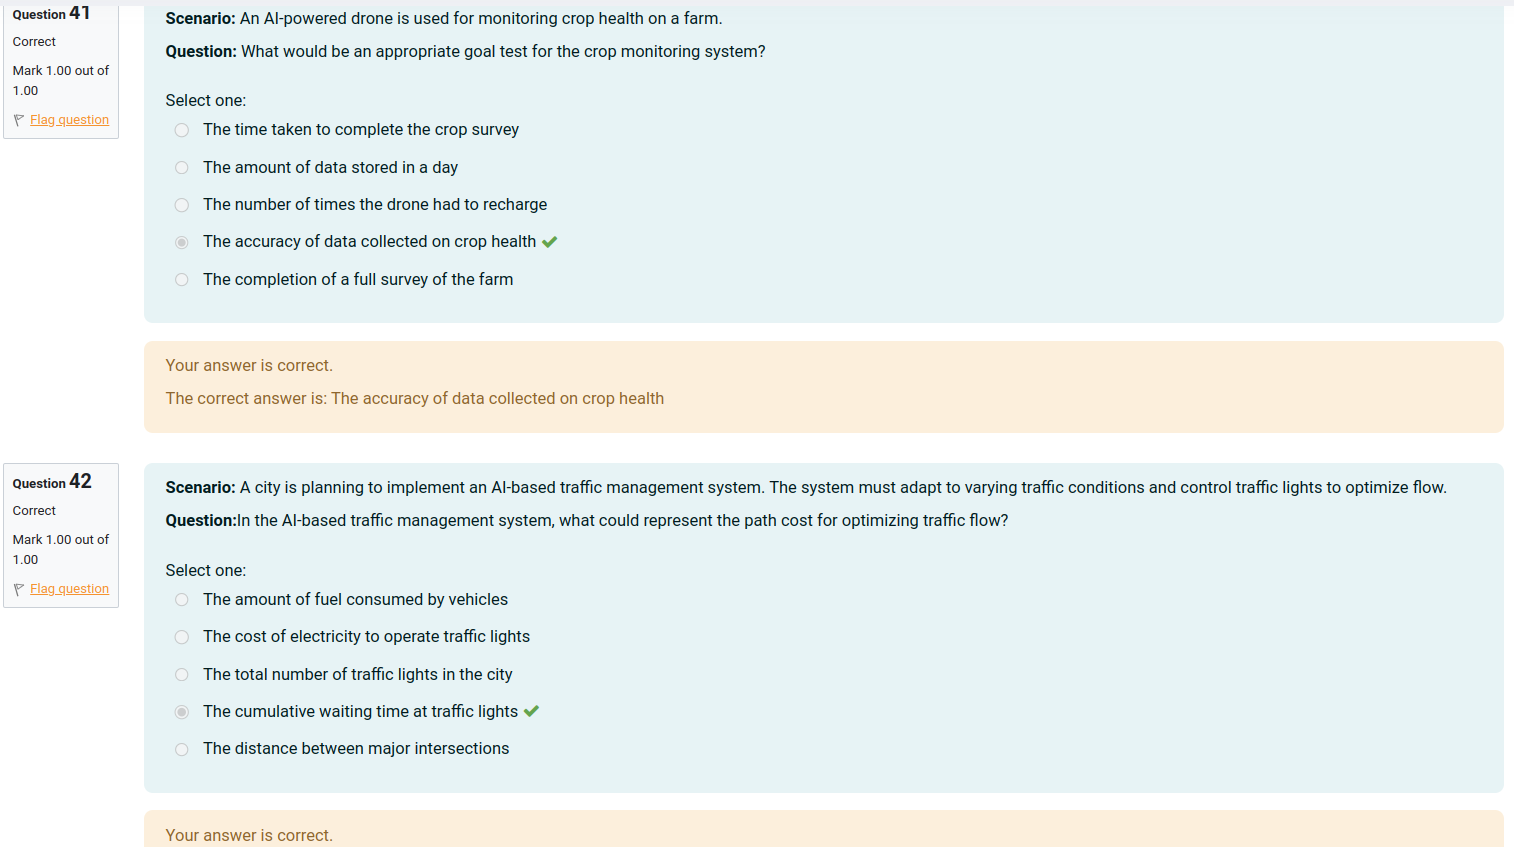 Question 41
Correct
Mark 1.00 out of
1.00
Flag question
Scenario: An AI-powered drone is used for monitoring crop health on a farm.
Question: What would be an appropriate goal test for the crop monitoring system?
Select one:
The time taken to complete the crop survey
The amount of data stored in a day
The number of times the drone had to recharge
The accuracy of data collected on crop health
The completion of a full survey of the farm
Your answer is correct.
The correct answer is: The accuracy of data collected on crop health
Question 42
Correct
Mark 1.00 out of
1.00
Flag question
Scenario: A city is planning to implement an AI-based traffic management system. The system must adapt to varying traffic conditions and control traffic lights to optimize flow.
Question:In the AI-based traffic management system, what could represent the path cost for optimizing traffic flow?
Select one:
The amount of fuel consumed by vehicles
The cost of electricity to operate traffic lights
The total number of traffic lights in the city
The cumulative waiting time at traffic lights
The distance between major intersections
Your answer is correct.